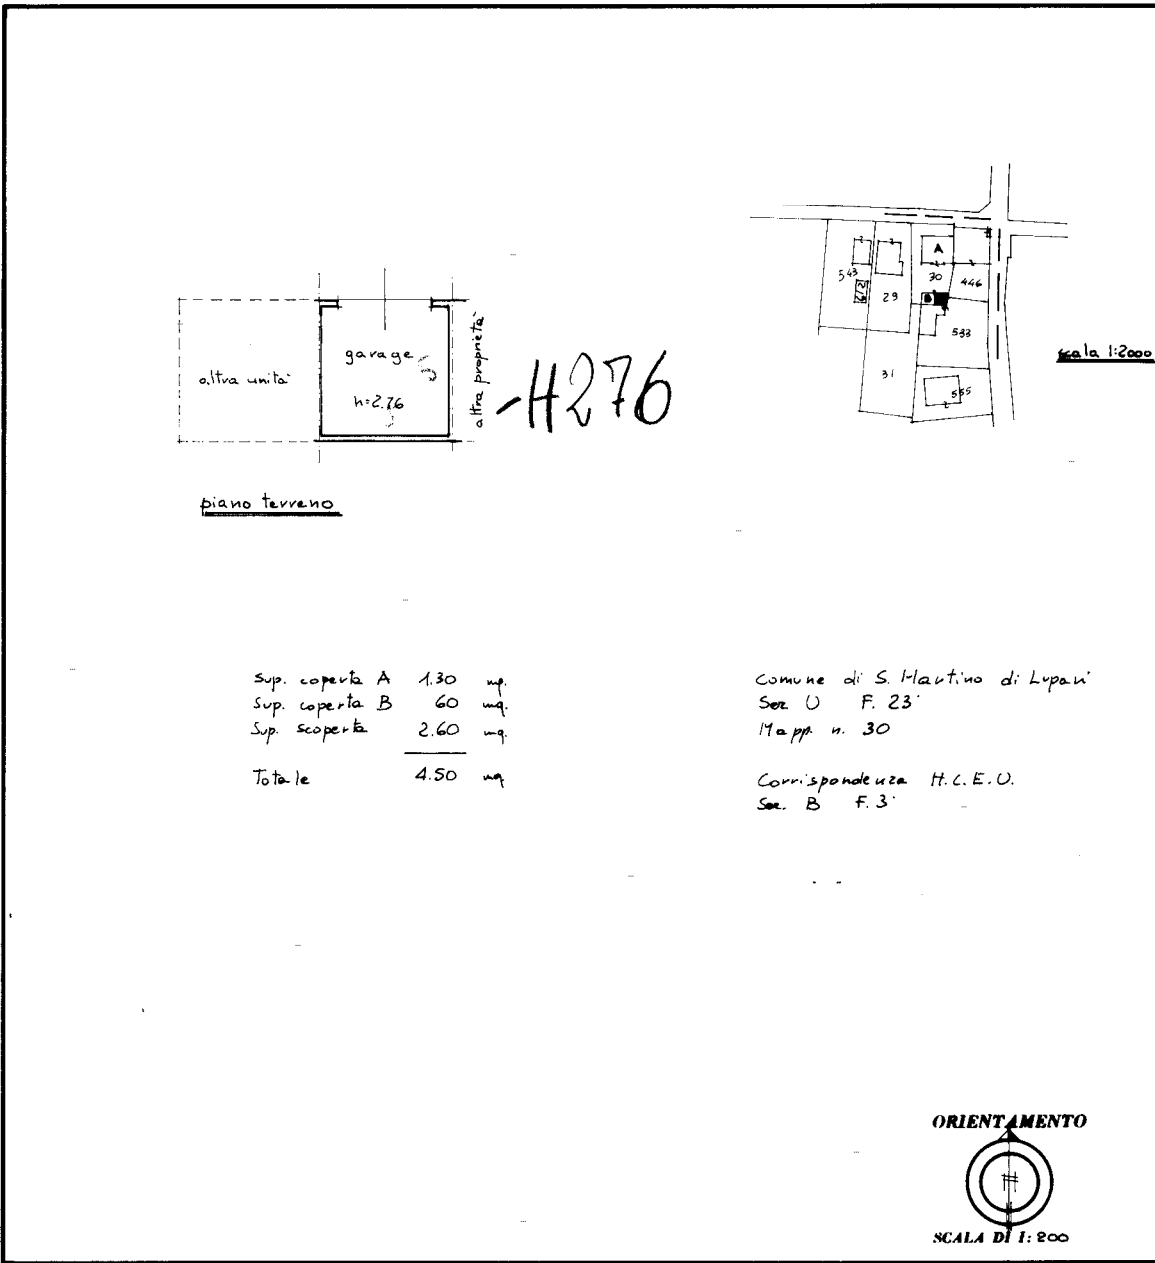 garage
h=2.76
altra unità
altra proprietà
H276
piano terreno
A
543
30
446
29
B
533
31
555
scala 1:2000
Sup. coperta A 1.30 mq.
Sup. coperta B 60 mq.
Sup. scoperta 2.60 mq.
Totale 4.50 mq
Comune di S. Martino di Lupari
Sez U F. 23°
Mapp. n. 30
Corrispondenza N.C.E.U.
Sez. B F. 3°
ORIENTAMENTO
SCALA DI 1: 200